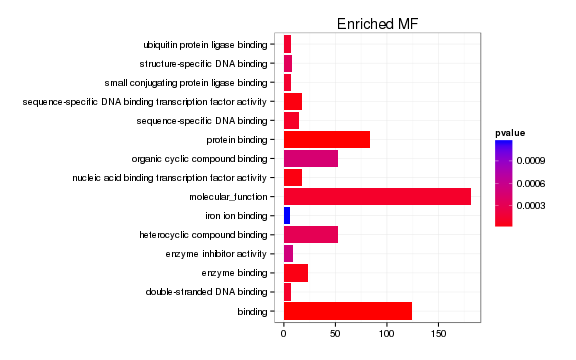 Enriched MF
ubiquitin protein ligase binding
structure-specific DNA binding
small conjugating protein ligase binding
sequence-specific DNA binding transcription factor activity
sequence-specific DNA binding
protein binding
organic cyclic compound binding
nucleic acid binding transcription factor activity
molecular_function
iron ion binding
heterocyclic compound binding
enzyme inhibitor activity
enzyme binding
double-stranded DNA binding
binding
0 50 100 150
pvalue
0.0009
0.0006
0.0003